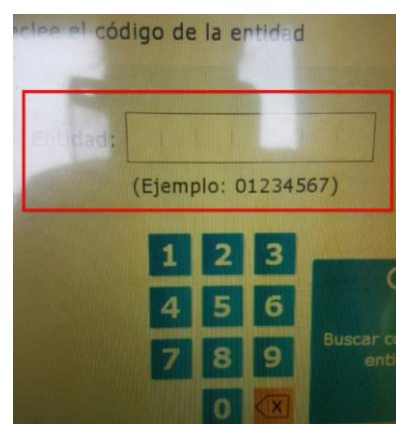 eclee el código de la entidad
Entidad:
(Ejemplo: 01234567)
1 2 3
4 5 6
7 8 9
0 X
Buscar